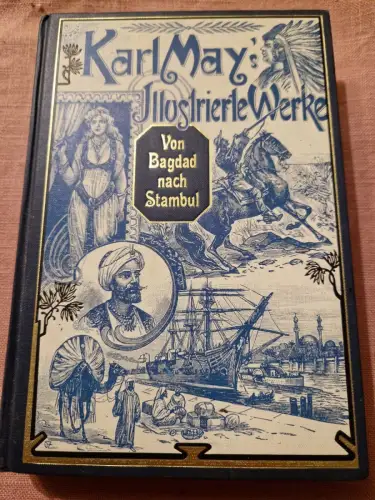 Karl May's
Illustrierte Werke
Von
Bagdad
nach
Stambul